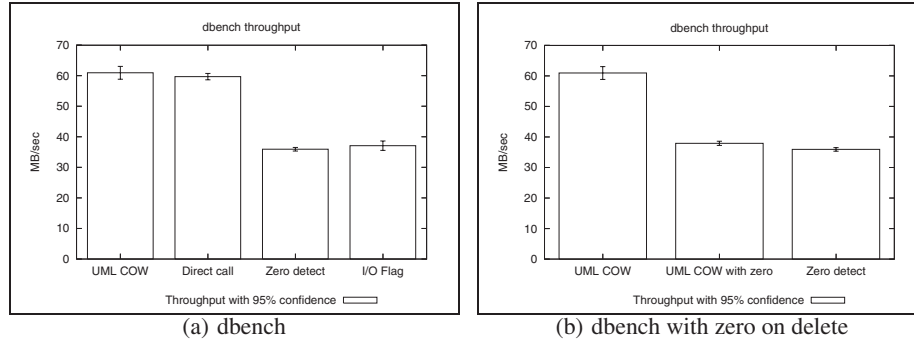 dbench throughput
MB/sec
70
60
50
40
30
20
10
0
UML COW Direct call Zero detect I/O Flag
Throughput with 95% confidence
(a) dbench
dbench throughput
MB/sec
70
60
50
40
30
20
10
0
UML COW UML COW with zero Zero detect
Throughput with 95% confidence
(b) dbench with zero on delete